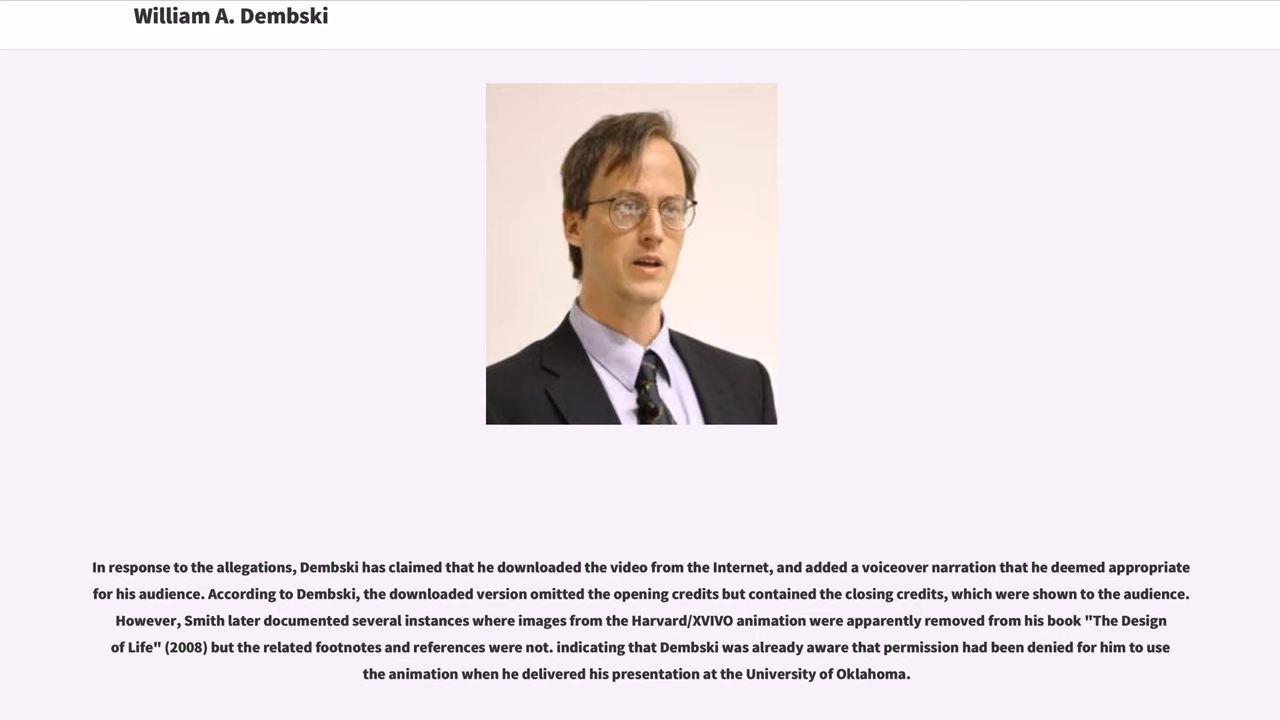 William A. Dembski
In response to the allegations, Dembski has claimed that he downloaded the video from the Internet, and added a voiceover narration that he deemed appropriate
for his audience. According to Dembski, the downloaded version omitted the opening credits but contained the closing credits, which were shown to the audience.
However, Smith later documented several instances where images from the Harvard/XVIVO animation were apparently removed from his book "The Design
of Life" (2008) but the related footnotes and references were not. indicating that Dembski was already aware that permission had been denied for him to use
the animation when he delivered his presentation at the University of Oklahoma.